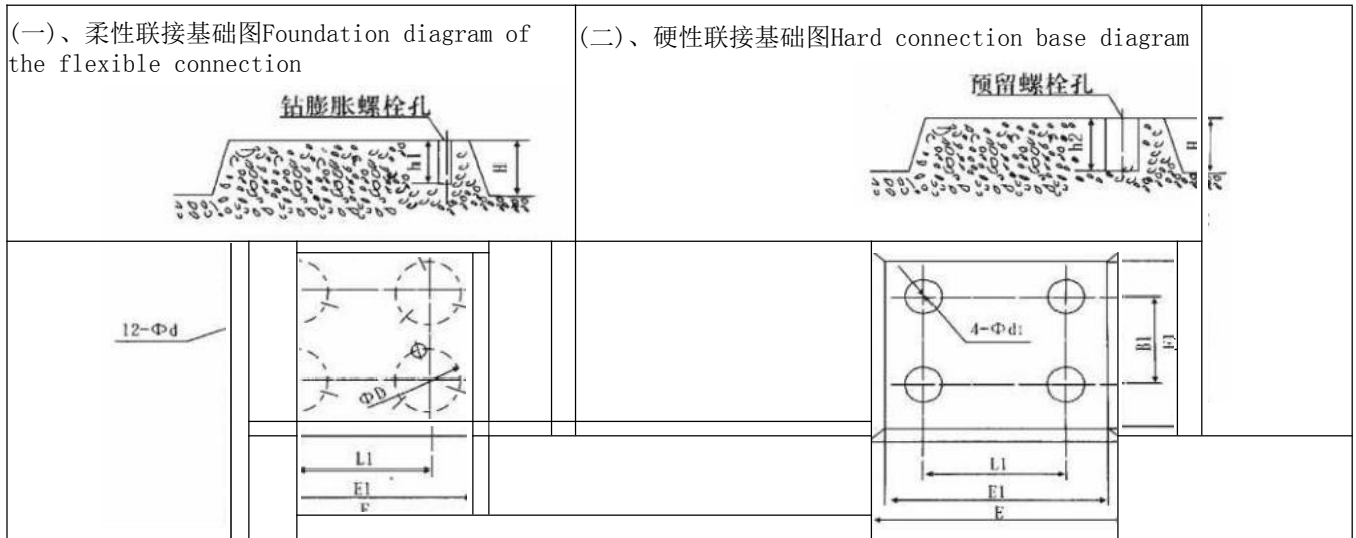 (一)、柔性联接基础图Foundation diagram of
the flexible connection
(二)、硬性联接基础图Hard connection base diagram
钻膨胀螺栓孔
预留螺栓孔
h1
H
h2
H
12-Φd
ΦD
4-Φd1
B1
L1
E1
L1
E1
E